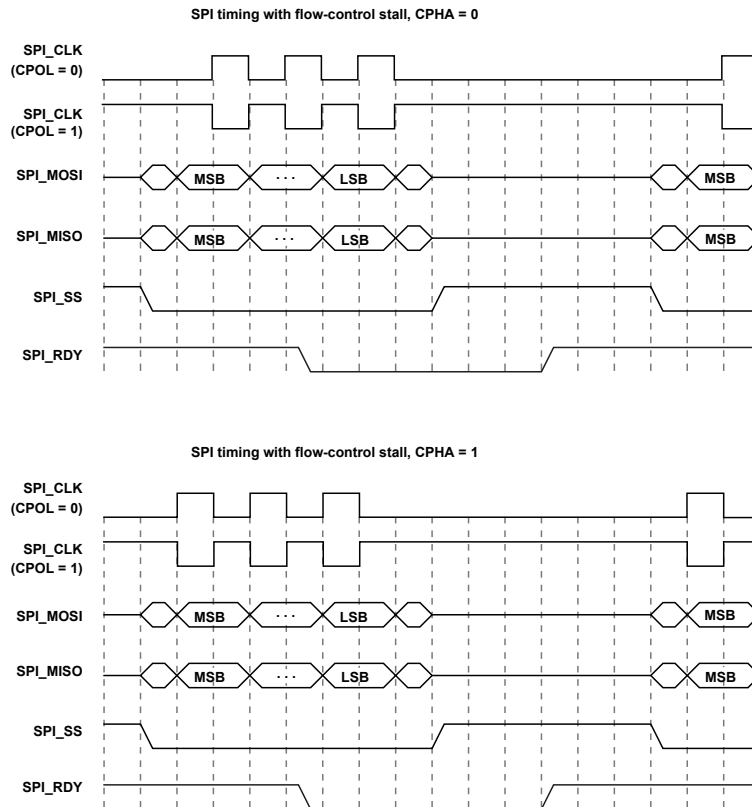 SPI timing with flow-control stall, CPHA = 0
SPI_CLK
(CPOL = 0)
SPI_CLK
(CPOL = 1)
SPI_MOSI MSB ··· LSB MSB
SPI_MISO MSB ··· LSB MSB
SPI_SS
SPI_RDY
SPI timing with flow-control stall, CPHA = 1
SPI_CLK
(CPOL = 0)
SPI_CLK
(CPOL = 1)
SPI_MOSI MSB ··· LSB MSB
SPI_MISO MSB ··· LSB MSB
SPI_SS
SPI_RDY